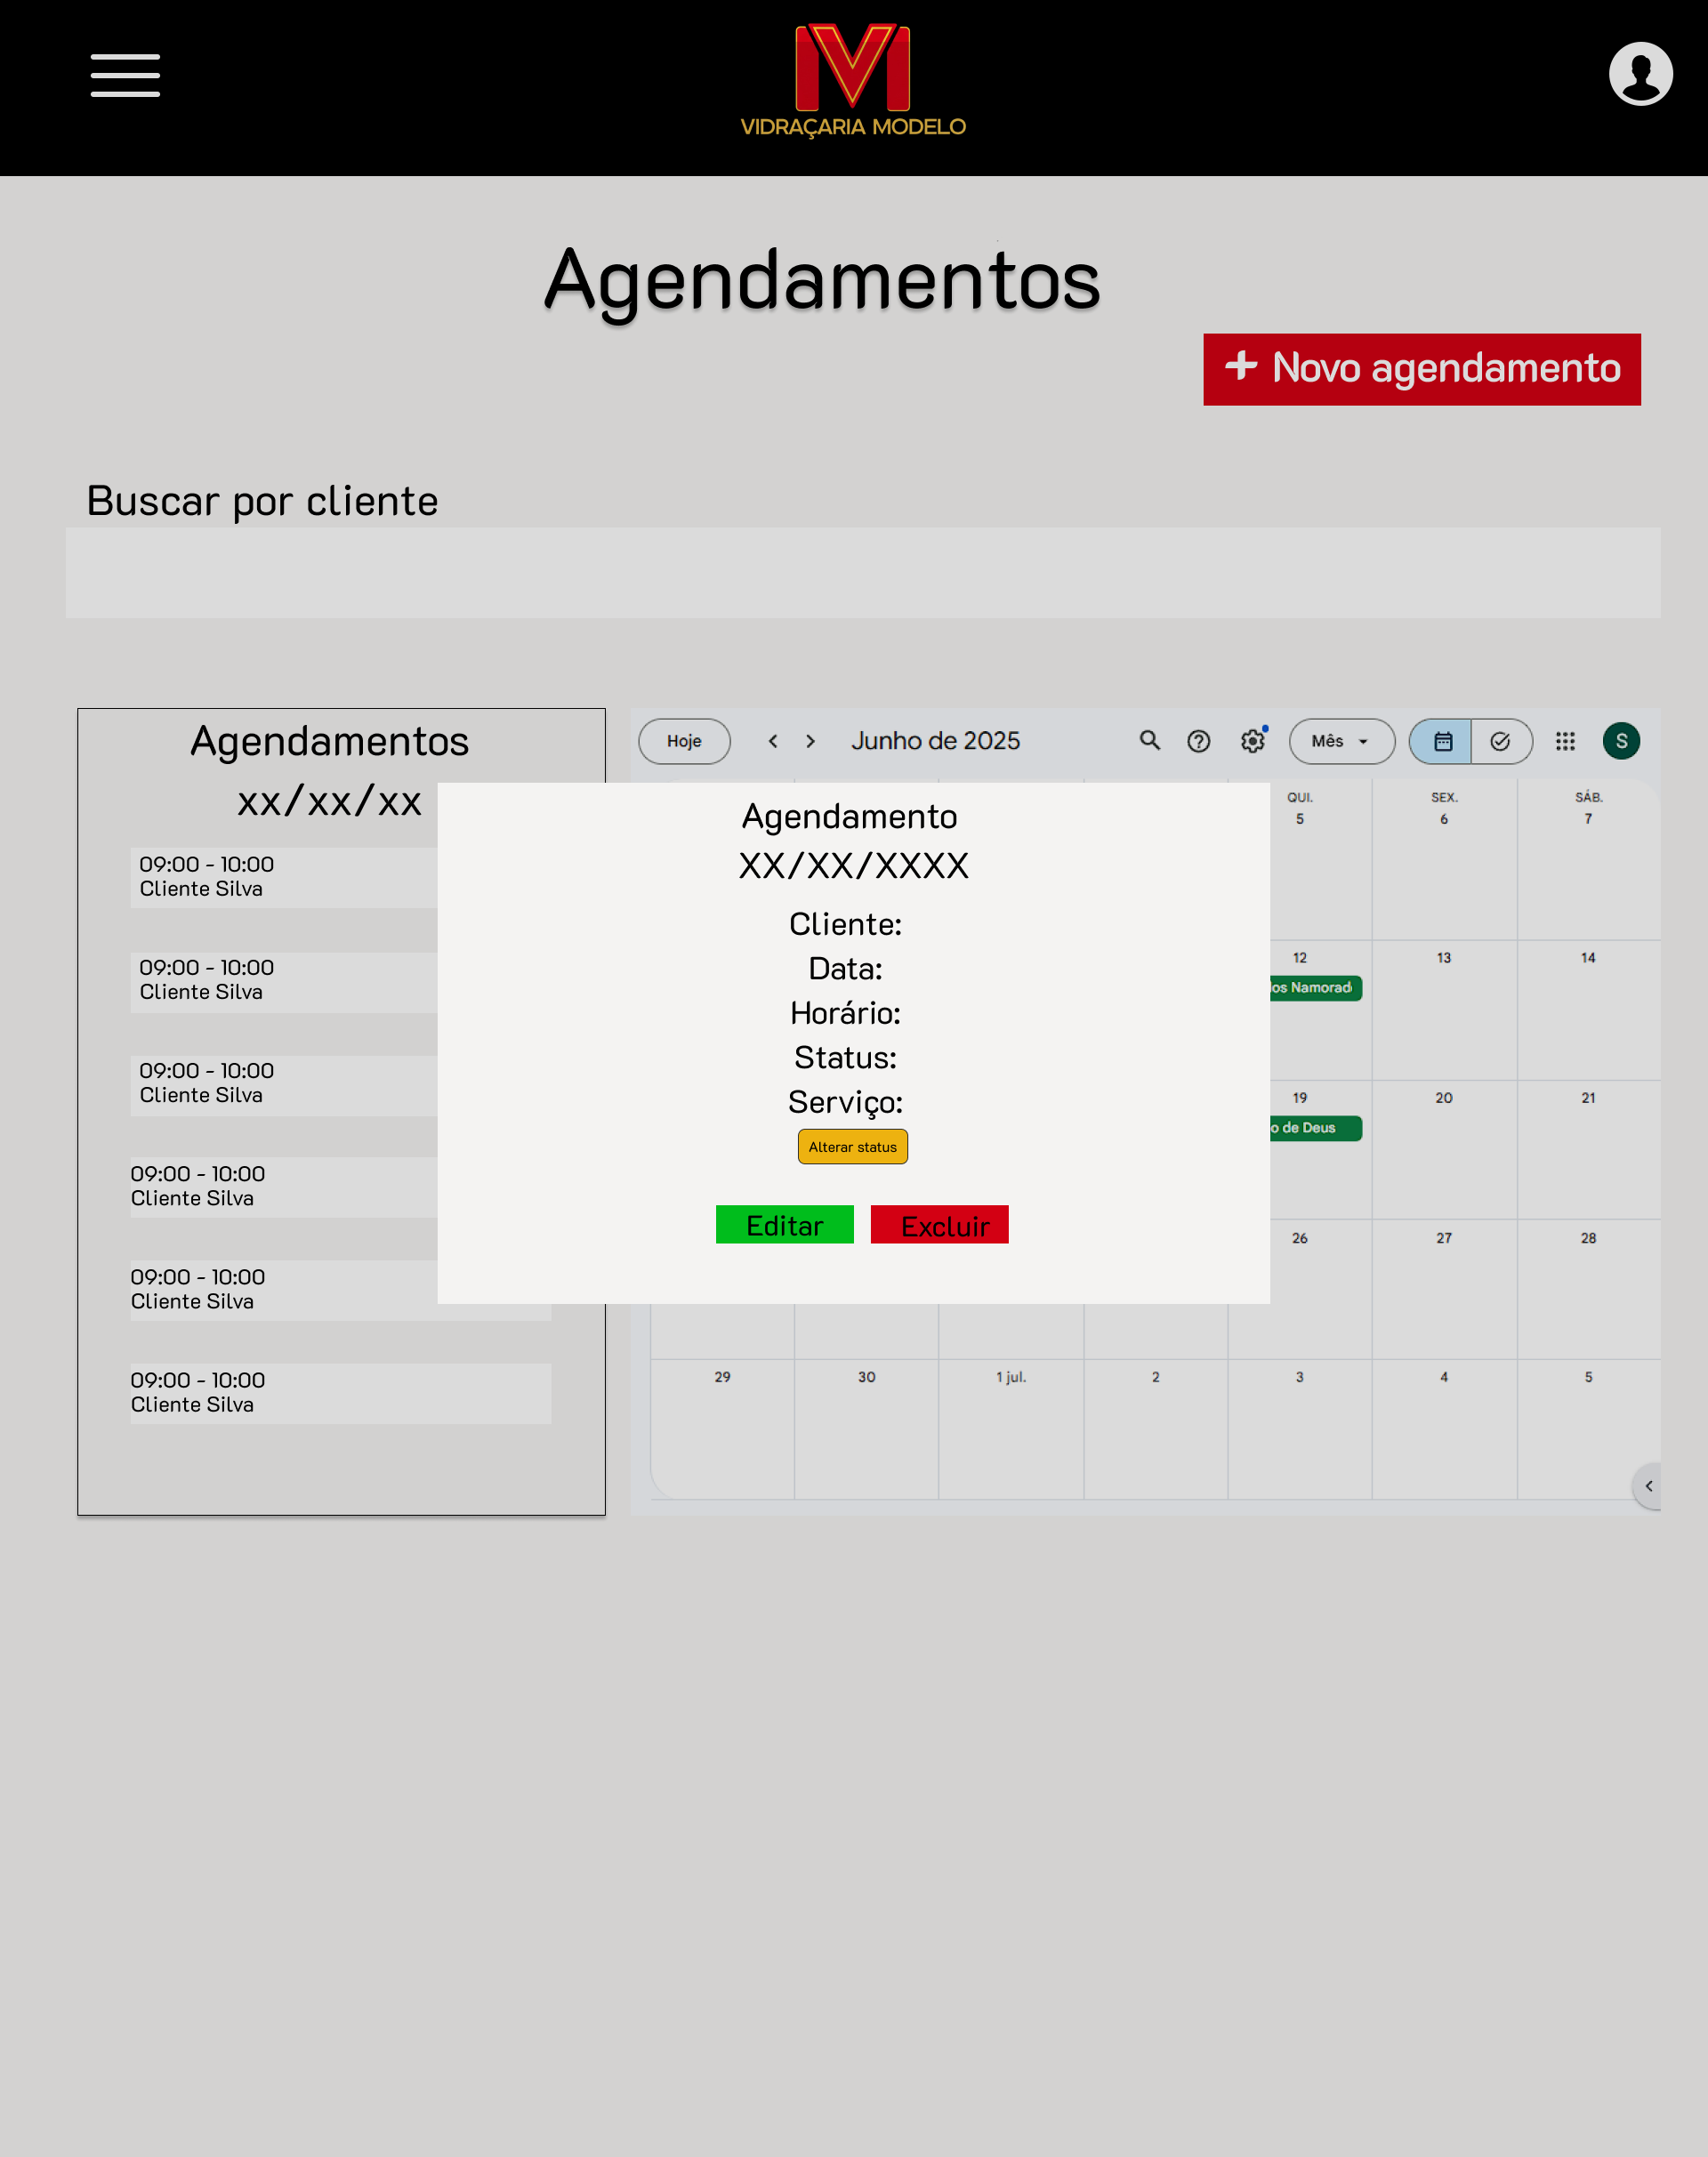 VIDRAÇARIA MODELO
Agendamentos
+ Novo agendamento
Buscar por cliente
Agendamentos
xx/xx/xx
09:00 - 10:00
Cliente Silva
09:00 - 10:00
Cliente Silva
09:00 - 10:00
Cliente Silva
09:00 - 10:00
Cliente Silva
09:00 - 10:00
Cliente Silva
09:00 - 10:00
Cliente Silva
Hoje
Junho de 2025
Mês
S
QUI. SEX. SÁB.
5 6 7
12 13 14
os Namorad
19 20 21
o de Deus
26 27 28
29 30 1 jul. 2 3 4 5
Agendamento
XX/XX/XXXX
Cliente:
Data:
Horário:
Status:
Serviço:
Alterar status
Editar Excluir